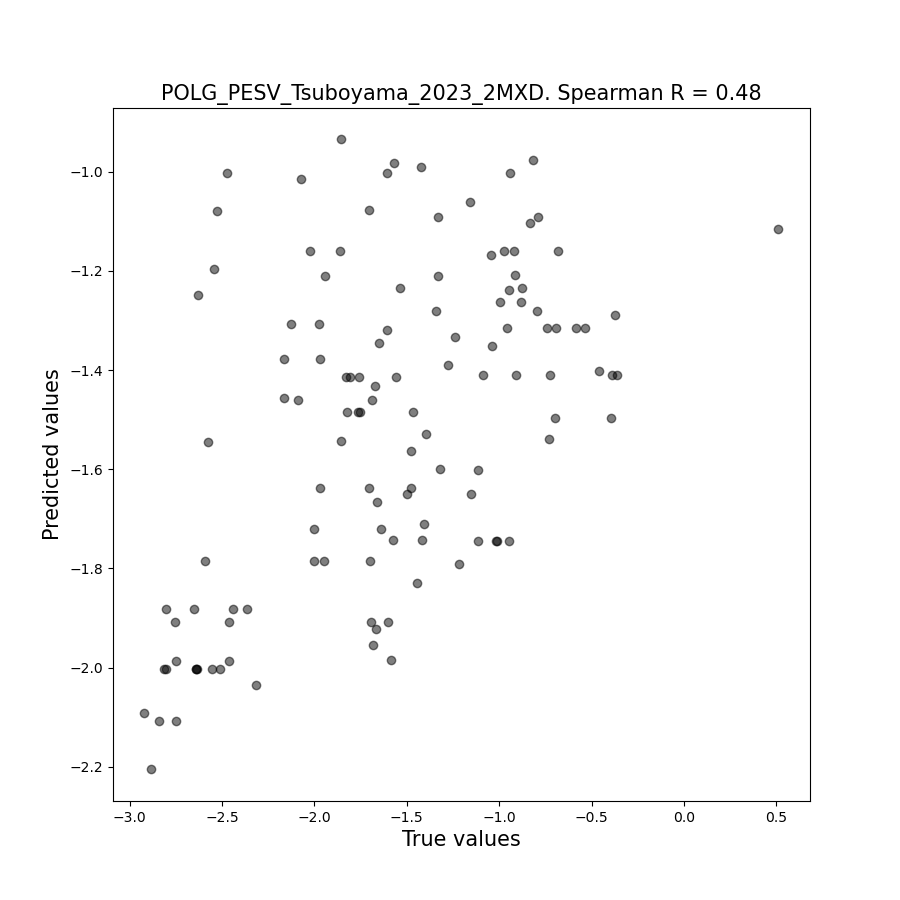 POLG_PESV_Tsuboyama_2023_2MXD. Spearman R = 0.48
Predicted values
−1.0
−1.2
−1.4
−1.6
−1.8
−2.0
−2.2
−3.0 −2.5 −2.0 −1.5 −1.0 −0.5 0.0 0.5
True values